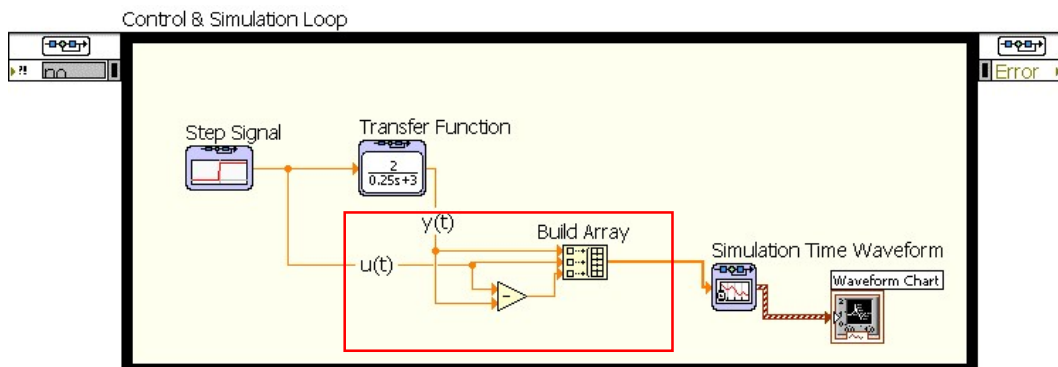 Control & Simulation Loop
Error
Step Signal
Transfer Function
2
0.25s+3
y(t)
Build Array
u(t)
Simulation Time Waveform
Waveform Chart